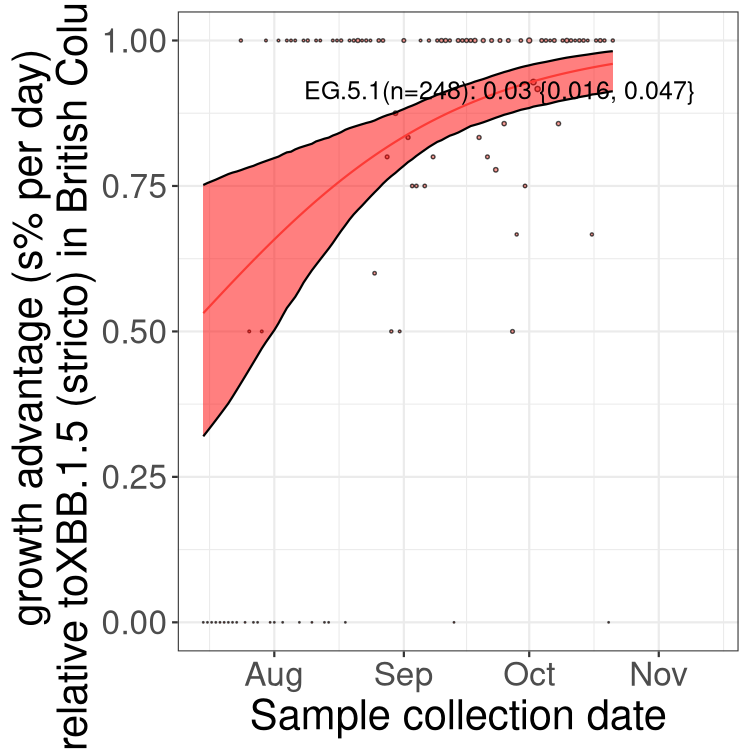 growth advantage (s% per day)
relative toXBB.1.5 (stricto) in British Colu
1.00
0.75
0.50
0.25
0.00
EG.5.1(n=248): 0.03 {0.016, 0.047}
Aug Sep Oct Nov
Sample collection date